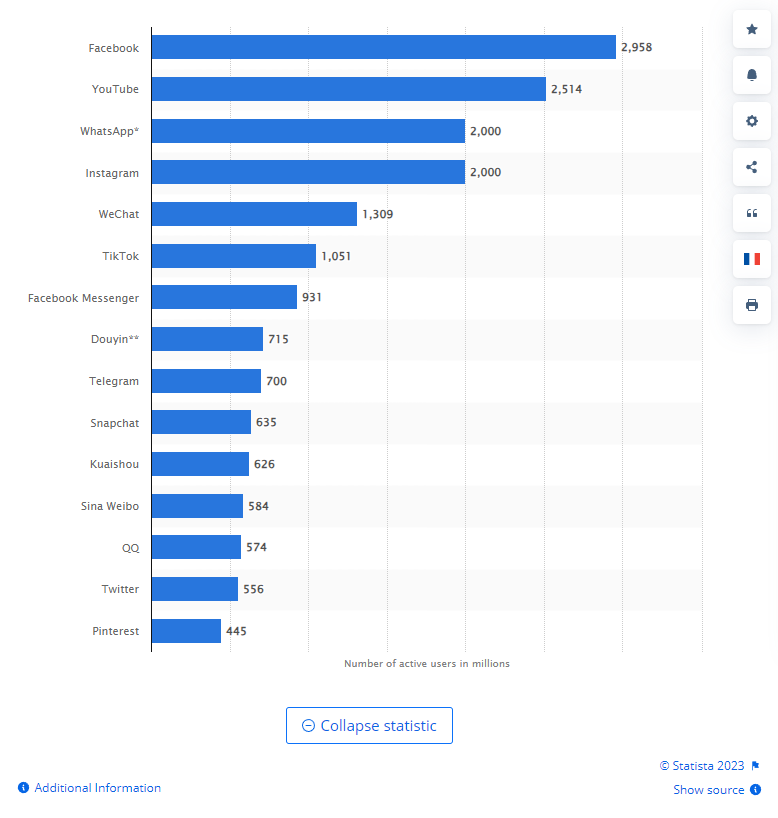 Facebook 2,958
YouTube 2,514
WhatsApp* 2,000
Instagram 2,000
WeChat 1,309
TikTok 1,051
Facebook Messenger 931
Douyin** 715
Telegram 700
Snapchat 635
Kuaishou 626
Sina Weibo 584
QQ 574
Twitter 556
Pinterest 445
Number of active users in millions
Collapse statistic
© Statista 2023
Additional Information
Show source